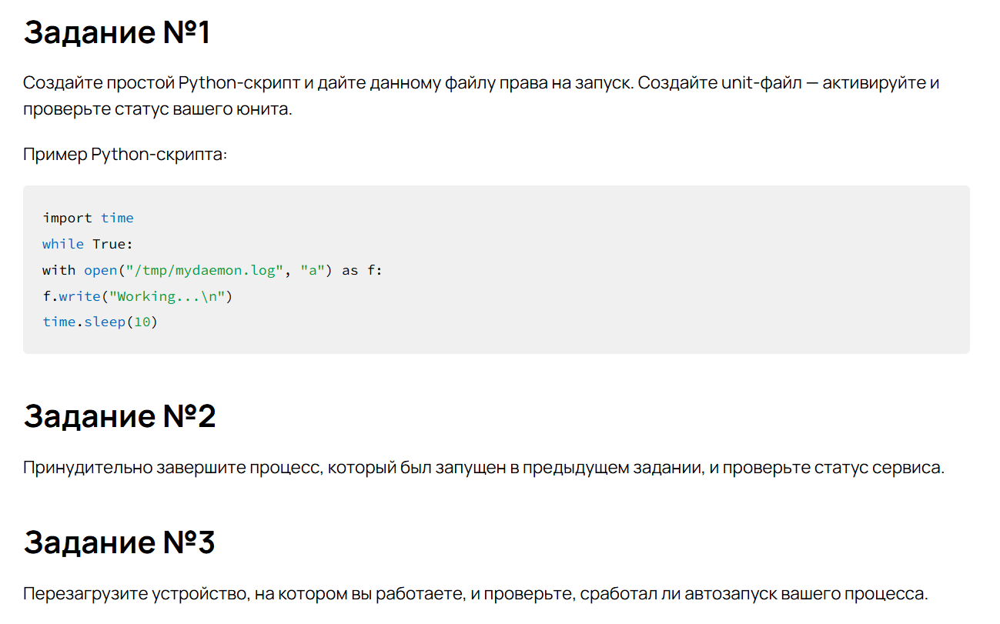 Задание №1
Создайте простой Python-скрипт и дайте данному файлу права на запуск. Создайте unit-файл — активируйте и
проверьте статус вашего юнита.
Пример Python-скрипта:
import time
while True:
with open("/tmp/mydaemon.log", "a") as f:
f.write("Working...\n")
time.sleep(10)
Задание №2
Принудительно завершите процесс, который был запущен в предыдущем задании, и проверьте статус сервиса.
Задание №3
Перезагрузите устройство, на котором вы работаете, и проверьте, сработал ли автозапуск вашего процесса.